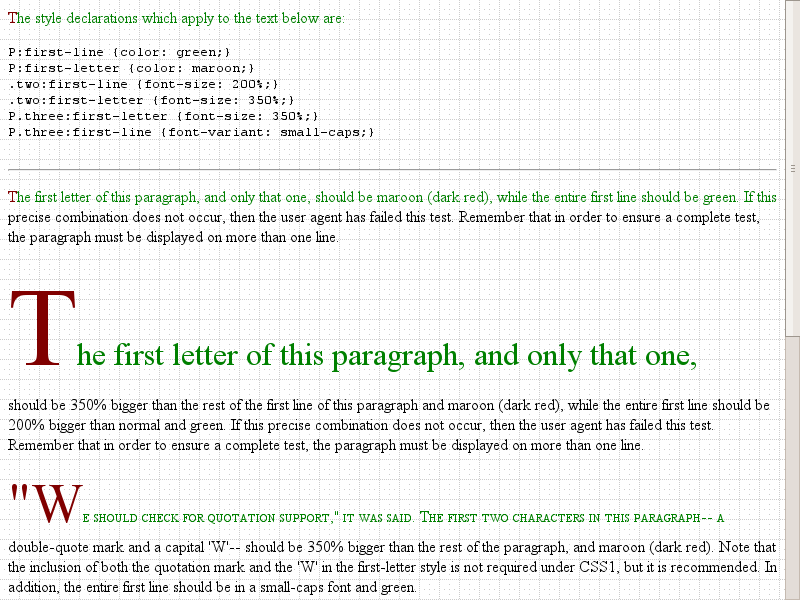 The style declarations which apply to the text below are:
P:first-line {color: green;}
P:first-letter {color: maroon;}
.two:first-line {font-size: 200%;}
.two:first-letter {font-size: 350%;}
P.three:first-letter {font-size: 350%;}
P.three:first-line {font-variant: small-caps;}
The first letter of this paragraph, and only that one, should be maroon (dark red), while the entire first line should be green. If this
precise combination does not occur, then the user agent has failed this test. Remember that in order to ensure a complete test,
the paragraph must be displayed on more than one line.
The first letter of this paragraph, and only that one,
should be 350% bigger than the rest of the first line of this paragraph and maroon (dark red), while the entire first line should be
200% bigger than normal and green. If this precise combination does not occur, then the user agent has failed this test.
Remember that in order to ensure a complete test, the paragraph must be displayed on more than one line.
"We should check for quotation support," it was said. The first two characters in this paragraph-- a
double-quote mark and a capital 'W'-- should be 350% bigger than the rest of the paragraph, and maroon (dark red). Note that
the inclusion of both the quotation mark and the 'W' in the first-letter style is not required under CSS1, but it is recommended. In
addition, the entire first line should be in a small-caps font and green.